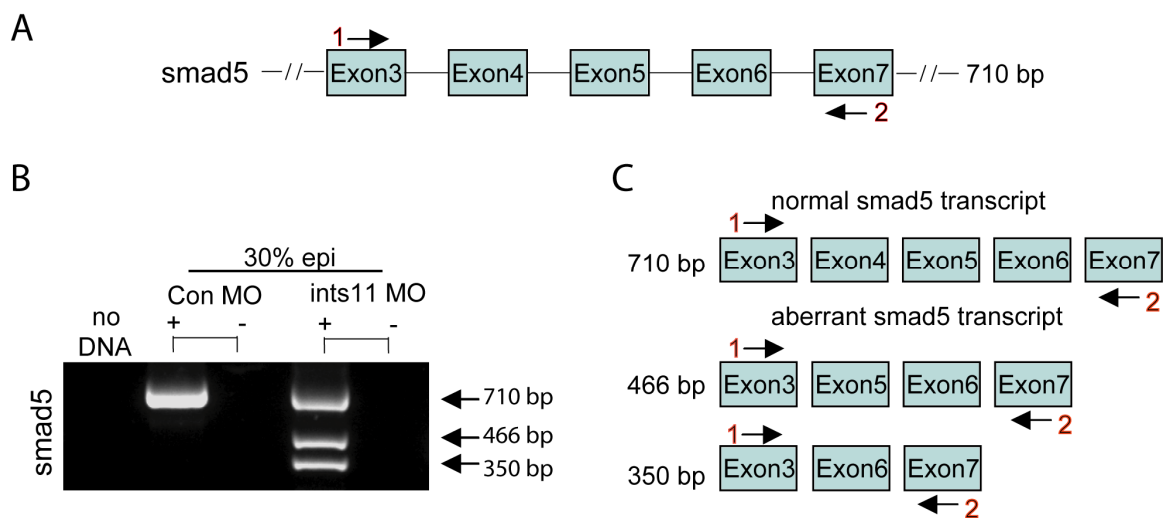 A
1
smad5 Exon3 Exon4 Exon5 Exon6 Exon7 710 bp
2
B
30% epi
Con MO ints11 MO
no DNA
+ - + -
smad5
710 bp
466 bp
350 bp
C
normal smad5 transcript
1
710 bp Exon3 Exon4 Exon5 Exon6 Exon7
2
aberrant smad5 transcript
1
466 bp Exon3 Exon5 Exon6 Exon7
2
1
350 bp Exon3 Exon6 Exon7
2